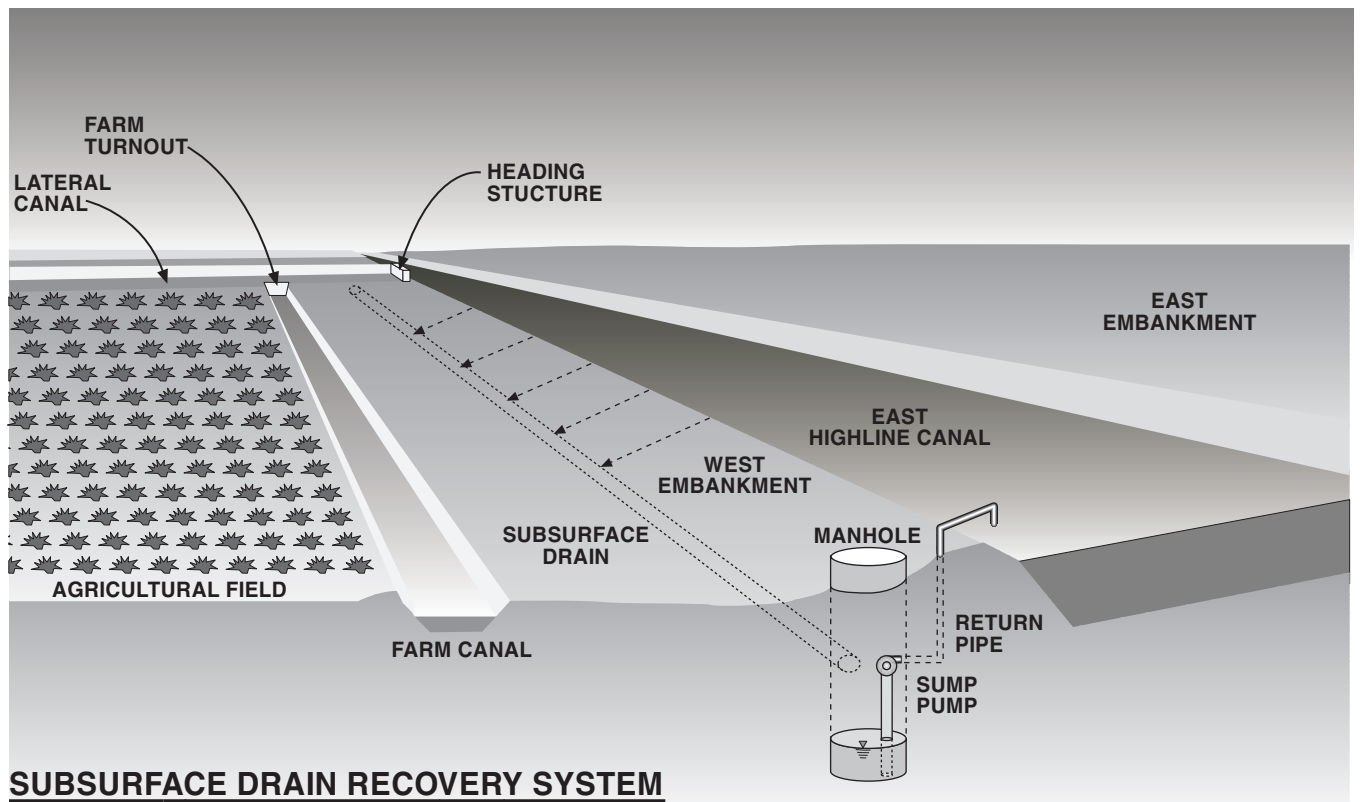 FARM
TURNOUT
LATERAL
CANAL
HEADING
STUCTURE
EAST
EMBANKMENT
EAST
HIGHLINE CANAL
WEST
EMBANKMENT
SUBSURFACE
DRAIN
MANHOLE
AGRICULTURAL FIELD
FARM CANAL
RETURN
PIPE
SUMP
PUMP
SUBSURFACE DRAIN RECOVERY SYSTEM